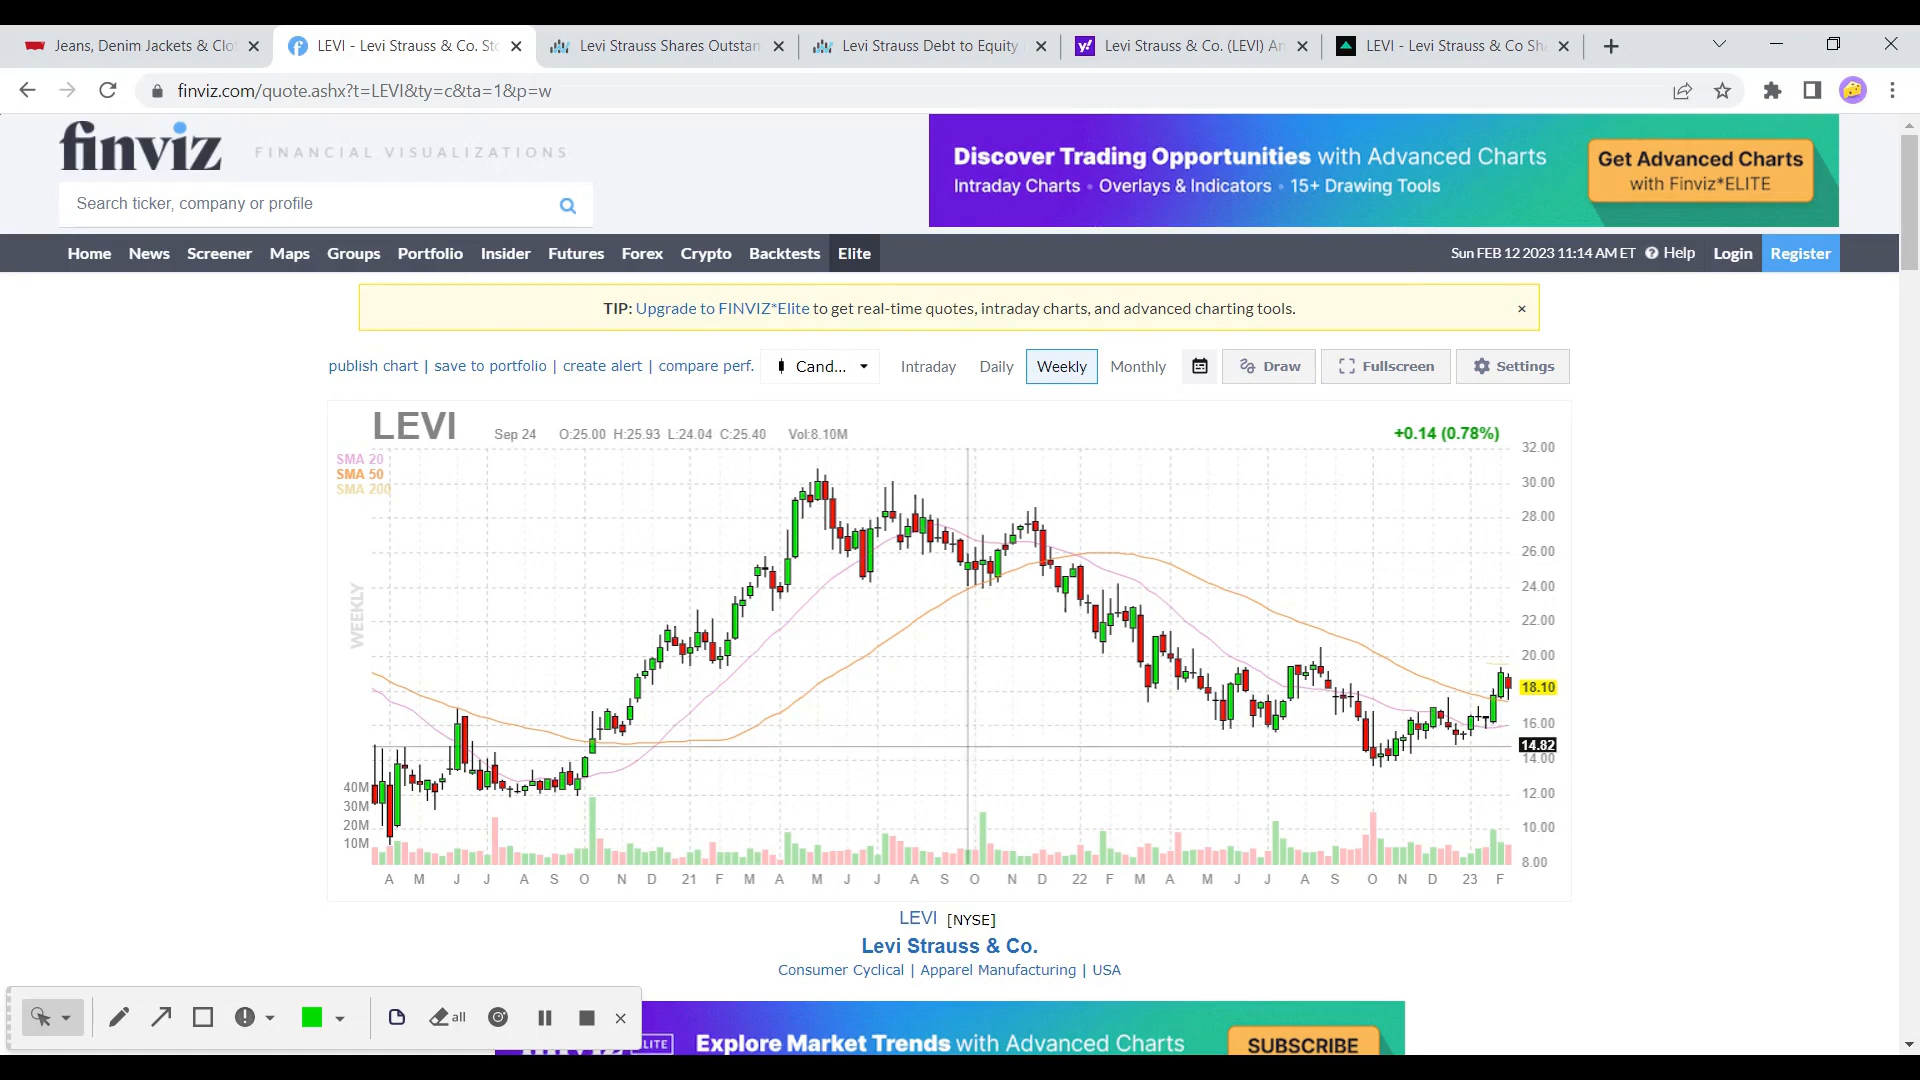 Jeans, Denim Jackets & Clo
LEVI - Levi Strauss & Co. Sto
Levi Strauss Shares Outstan
Levi Strauss Debt to Equity
Levi Strauss & Co. (LEVI) An
LEVI - Levi Strauss & Co Sha
finviz.com/quote.ashx?t=LEVI&ty=c&ta=1&p=w
finviz
FINANCIAL VISUALIZATIONS
Search ticker, company or profile
Discover Trading Opportunities with Advanced Charts
Intraday Charts • Overlays & Indicators • 15+ Drawing Tools
Get Advanced Charts
with Finviz*ELITE
Home News Screener Maps Groups Portfolio Insider Futures Forex Crypto Backtests Elite
Sun FEB 12 2023 11:14 AM ET Help Login Register
TIP: Upgrade to FINVIZ*Elite to get real-time quotes, intraday charts, and advanced charting tools. ×
publish chart | save to portfolio | create alert | compare perf. Cand... Intraday Daily Weekly Monthly Draw Fullscreen Settings
LEVI Sep 24 O:25.00 H:25.93 L:24.04 C:25.40 Vol:8.10M +0.14 (0.78%)
SMA 20
SMA 50
SMA 200
WEEKLY
32.00
30.00
28.00
26.00
24.00
22.00
20.00
18.10
16.00
14.82
14.00
12.00
10.00
8.00
40M
30M
20M
10M
A M J J A S O N D 21 F M A M J J A S O N D 22 F M A M J J A S O N D 23 F
LEVI [NYSE]
Levi Strauss & Co.
Consumer Cyclical | Apparel Manufacturing | USA
all
LITE
Explore Market Trends with Advanced Charts
SUBSCRIBE